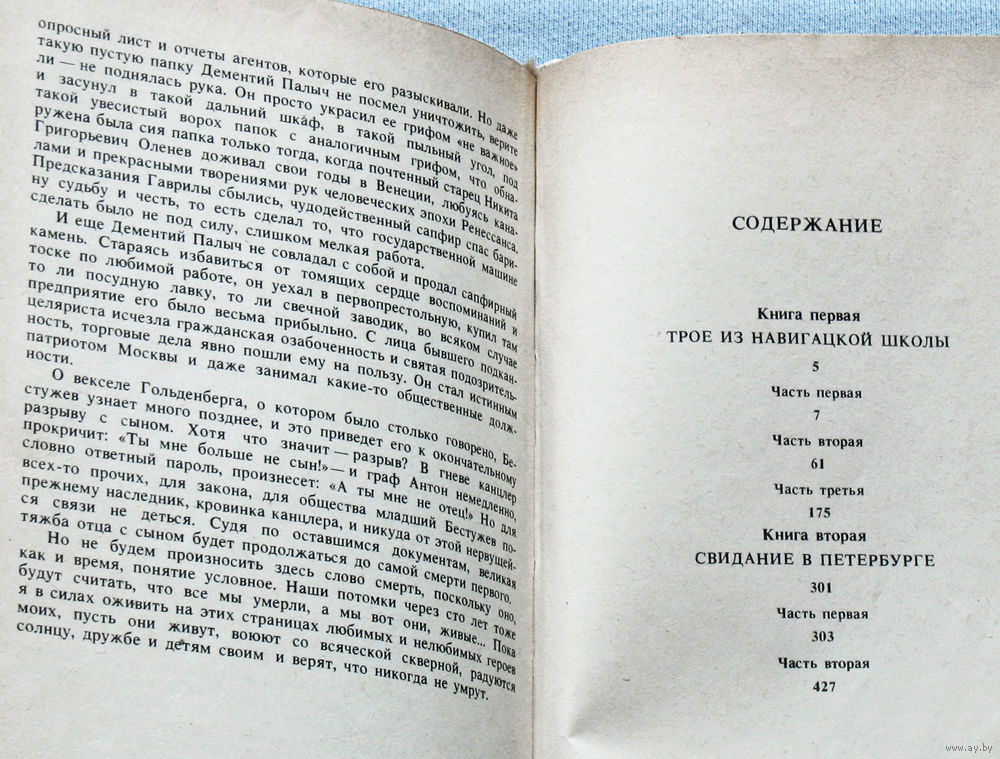 опросный лист и отчеты агентов, которые его разыскивали. Но даже
такую пустую папку Дементий Палыч не посмел уничтожить, верите
ли — не поднялась рука. Он просто украсил ее грифом «не важное»
и засунул в такой дальний шкаф, в такой пыльный угол, под
такой увесистый ворох папок с аналогичным грифом, что обна-
ружена была сия папка только тогда, когда почтенный старец Никита
Григорьевич Оленев доживал свои годы в Венеции, любуясь кана-
лами и прекрасными творениями рук человеческих эпохи Ренессанса.
Предсказания Гаврилы сбылись, чудодейственный сапфир спас бари-
ну судьбу и честь, то есть сделал то, что государственной машине
сделать было не под силу, слишком мелкая работа.
И еще Дементий Палыч не совладал с собой и продал сапфирный
камень. Стараясь избавиться от томящих сердце воспоминаний и
тоске по любимой работе, он уехал в первопрестольную, купил там
то ли посудную лавку, то ли свечной заводик, во всяком случае
предприятие его было весьма прибыльно. С лица бывшего подкан-
целяриста исчезла гражданская озабоченность и святая подозритель-
ность, торговые дела явно пошли ему на пользу. Он стал истинным
патриотом Москвы и даже занимал какие-то общественные долж-
ности.
О векселе Гольденберга, о котором было столько говорено, Бе-
стужев узнает много позднее, и это приведет его к окончательному
разрыву с сыном. Хотя что значит — разрыв? В гневе канцлер
прокричит: «Ты мне больше не сын!» — и граф Антон немедленно,
словно ответный пароль, произнесет: «А ты мне не отец!» Но для
всех-то прочих, для закона, для общества младший Бестужев по-
прежнему наследник, кровинка канцлера, и никуда от этой нервущей-
ся связи не деться. Судя по оставшимся документам, великая
тяжба отца с сыном будет продолжаться до самой смерти первого.
Но не будем произносить здесь слово смерть, поскольку оно,
как и время, понятие условное. Наши потомки через сто лет тоже
будут считать, что все мы умерли, а мы вот они, живые... Пока
я в силах оживить на этих страницах любимых и нелюбимых героев
моих, пусть они живут, воюют со всяческой скверной, радуются
солнцу, дружбе и детям своим и верят, что никогда не умрут.
СОДЕРЖАНИЕ
Книга первая
ТРОЕ ИЗ НАВИГАЦКОЙ ШКОЛЫ
5
Часть первая
7
Часть вторая
61
Часть третья
175
Книга вторая
СВИДАНИЕ В ПЕТЕРБУРГЕ
301
Часть первая
303
Часть вторая
427
www.ay.by